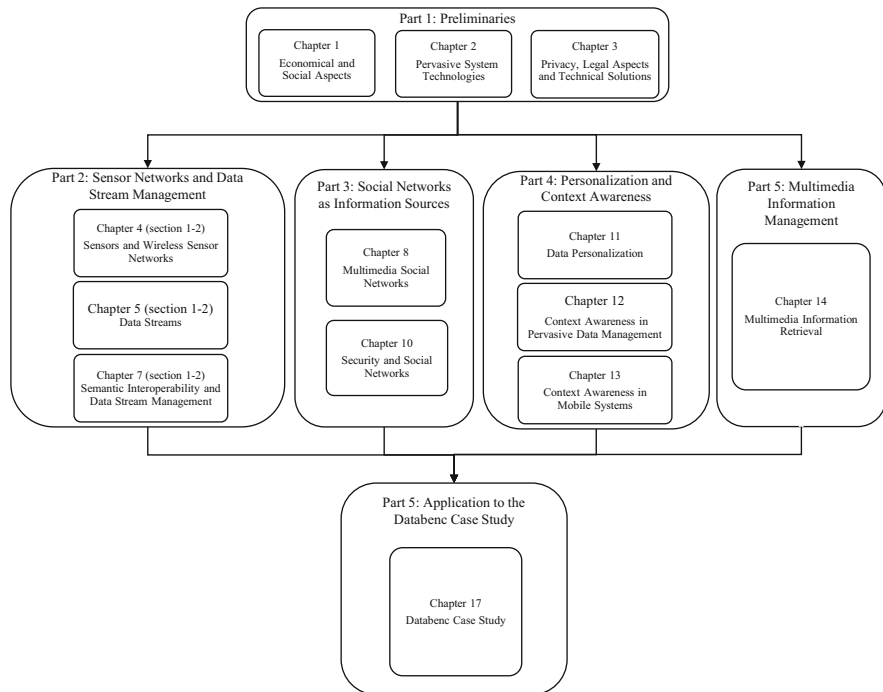 Part 1: Preliminaries
Chapter 1
Economical and
Social Aspects
Chapter 2
Pervasive System
Technologies
Chapter 3
Privacy, Legal Aspects
and Technical Solutions
Part 2: Sensor Networks and Data
Stream Management
Chapter 4 (section 1-2)
Sensors and Wireless Sensor
Networks
Chapter 5 (section 1-2)
Data Streams
Chapter 7 (section 1-2)
Semantic Interoperability and
Data Stream Management
Part 3: Social Networks
as Information Sources
Chapter 8
Multimedia Social
Networks
Chapter 10
Security and Social
Networks
Part 4: Personalization and
Context Awareness
Chapter 11
Data Personalization
Chapter 12
Context Awareness in
Pervasive Data Management
Chapter 13
Context Awareness in
Mobile Systems
Part 5: Multimedia
Information
Management
Chapter 14
Multimedia Information
Retrieval
Part 5: Application to the
Databenc Case Study
Chapter 17
Databenc Case Study